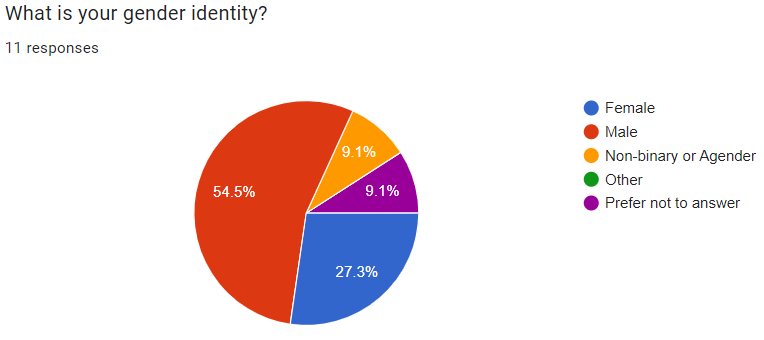 What is your gender identity?
11 responses
9.1%
54.5%
9.1%
27.3%
Female
Male
Non-binary or Agender
Other
Prefer not to answer